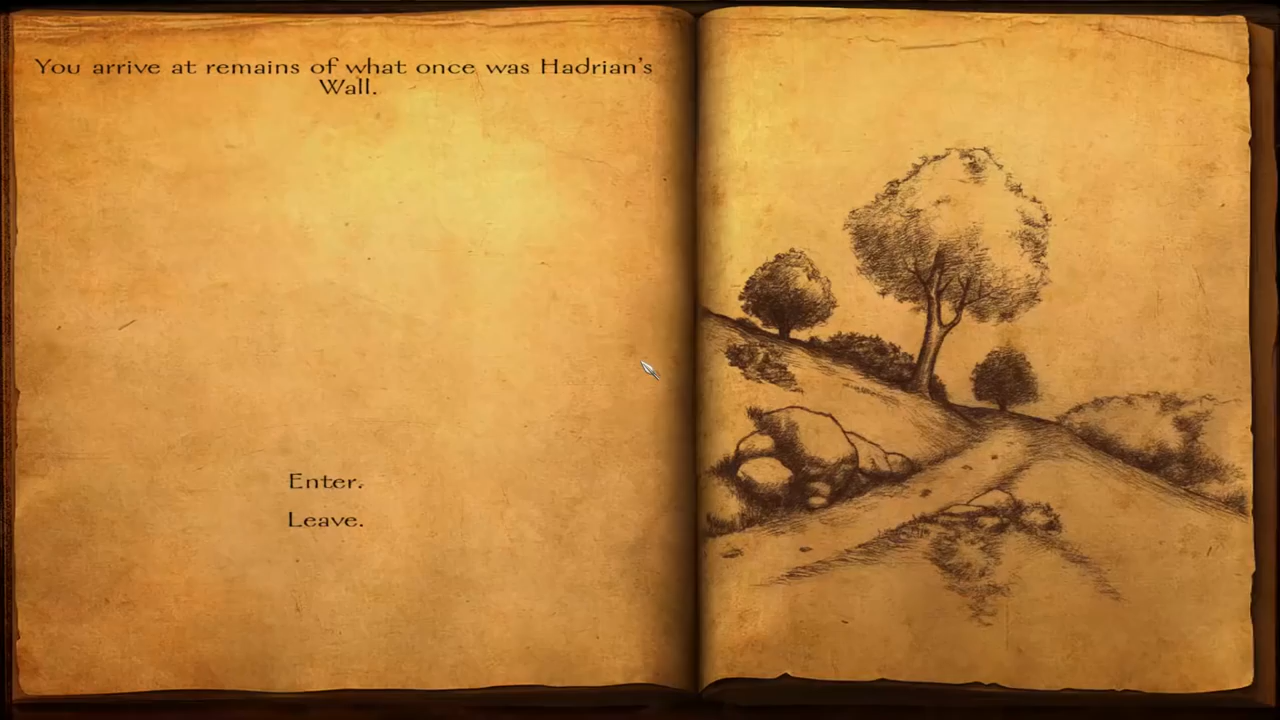 You arrive at remains of what once was Hadrian's
Wall.
Enter.
Leave.